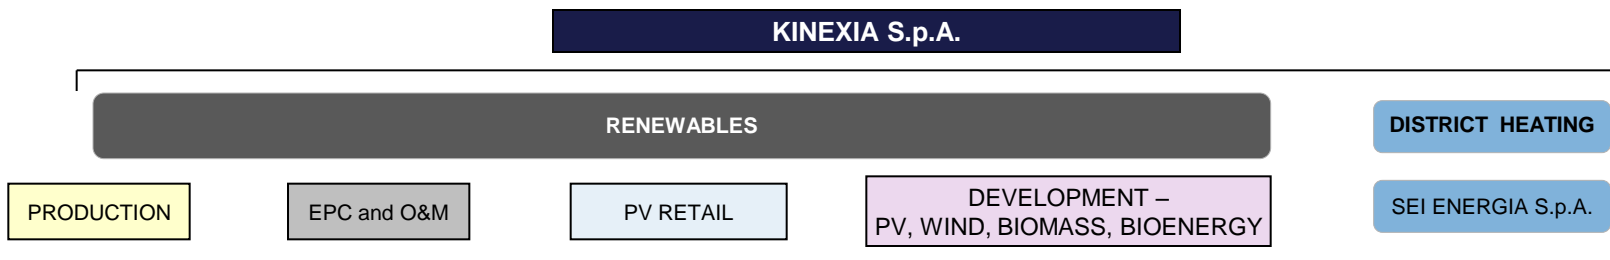 KINEXIA S.p.A.
RENEWABLES
DISTRICT HEATING
PRODUCTION
EPC and O&M
PV RETAIL
DEVELOPMENT –
PV, WIND, BIOMASS, BIOENERGY
SEI ENERGIA S.p.A.